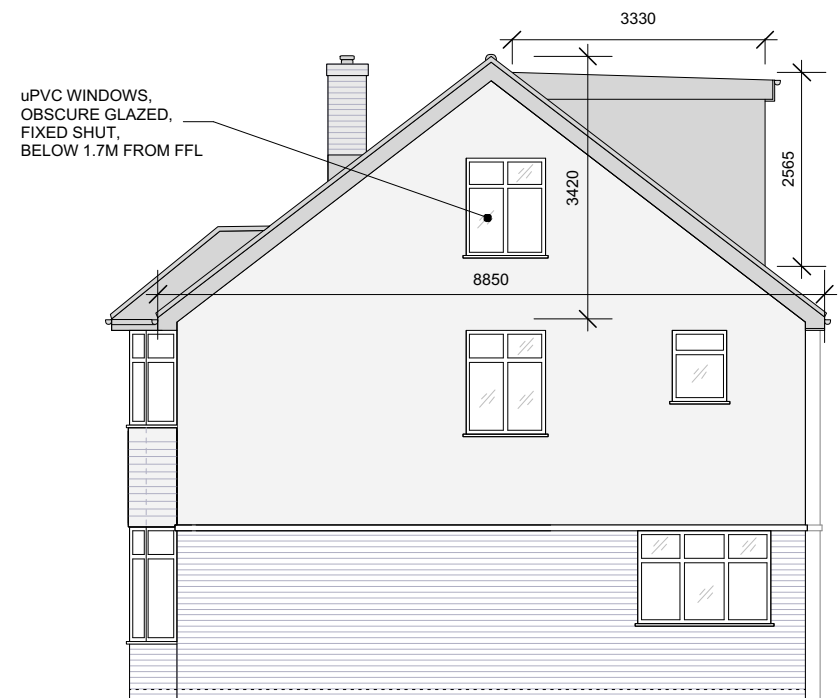 3330
uPVC WINDOWS,
OBSCURE GLAZED,
FIXED SHUT,
BELOW 1.7M FROM FFL
2565
3420
8850